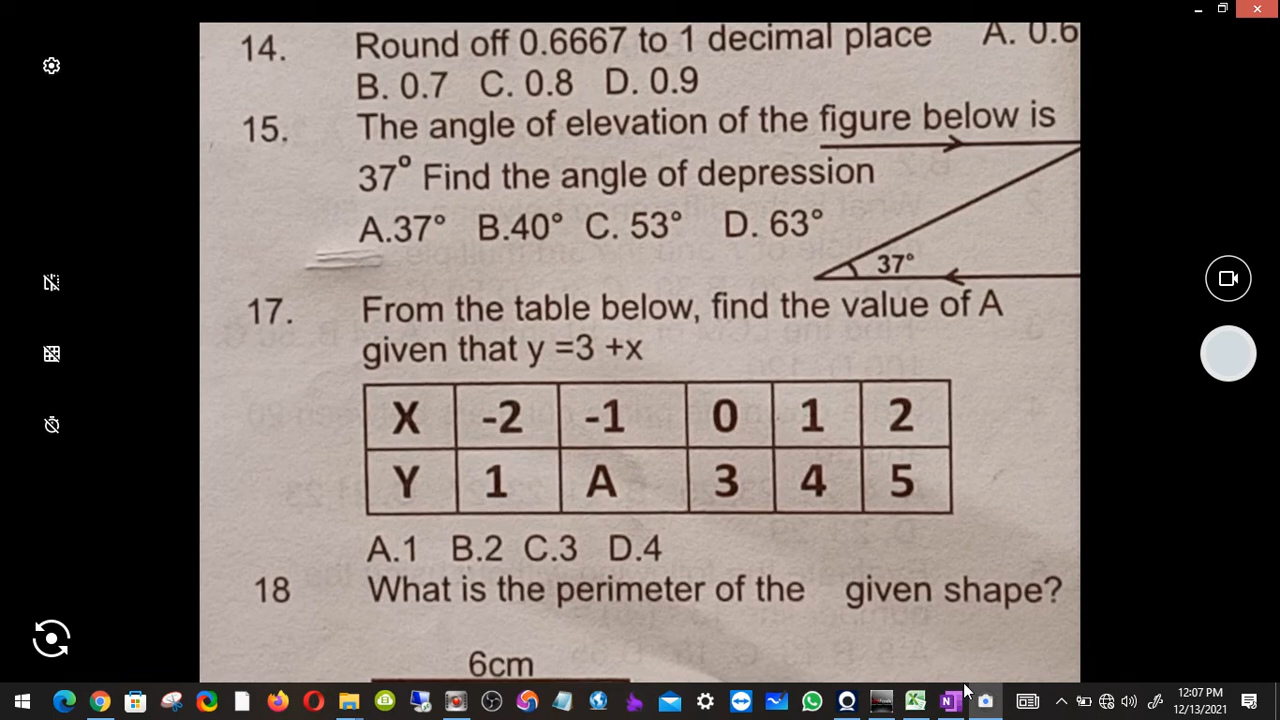 14. Round off 0.6667 to 1 decimal place A. 0.6
B. 0.7 C. 0.8 D. 0.9
15. The angle of elevation of the figure below is
37° Find the angle of depression
A.37° B.40° C. 53° D. 63°
37°
17. From the table below, find the value of A
given that y =3 +x
X -2 -1 0 1 2
Y 1 A 3 4 5
A.1 B.2 C.3 D.4
18 What is the perimeter of the given shape?
6cm
12:07 PM
12/13/2021